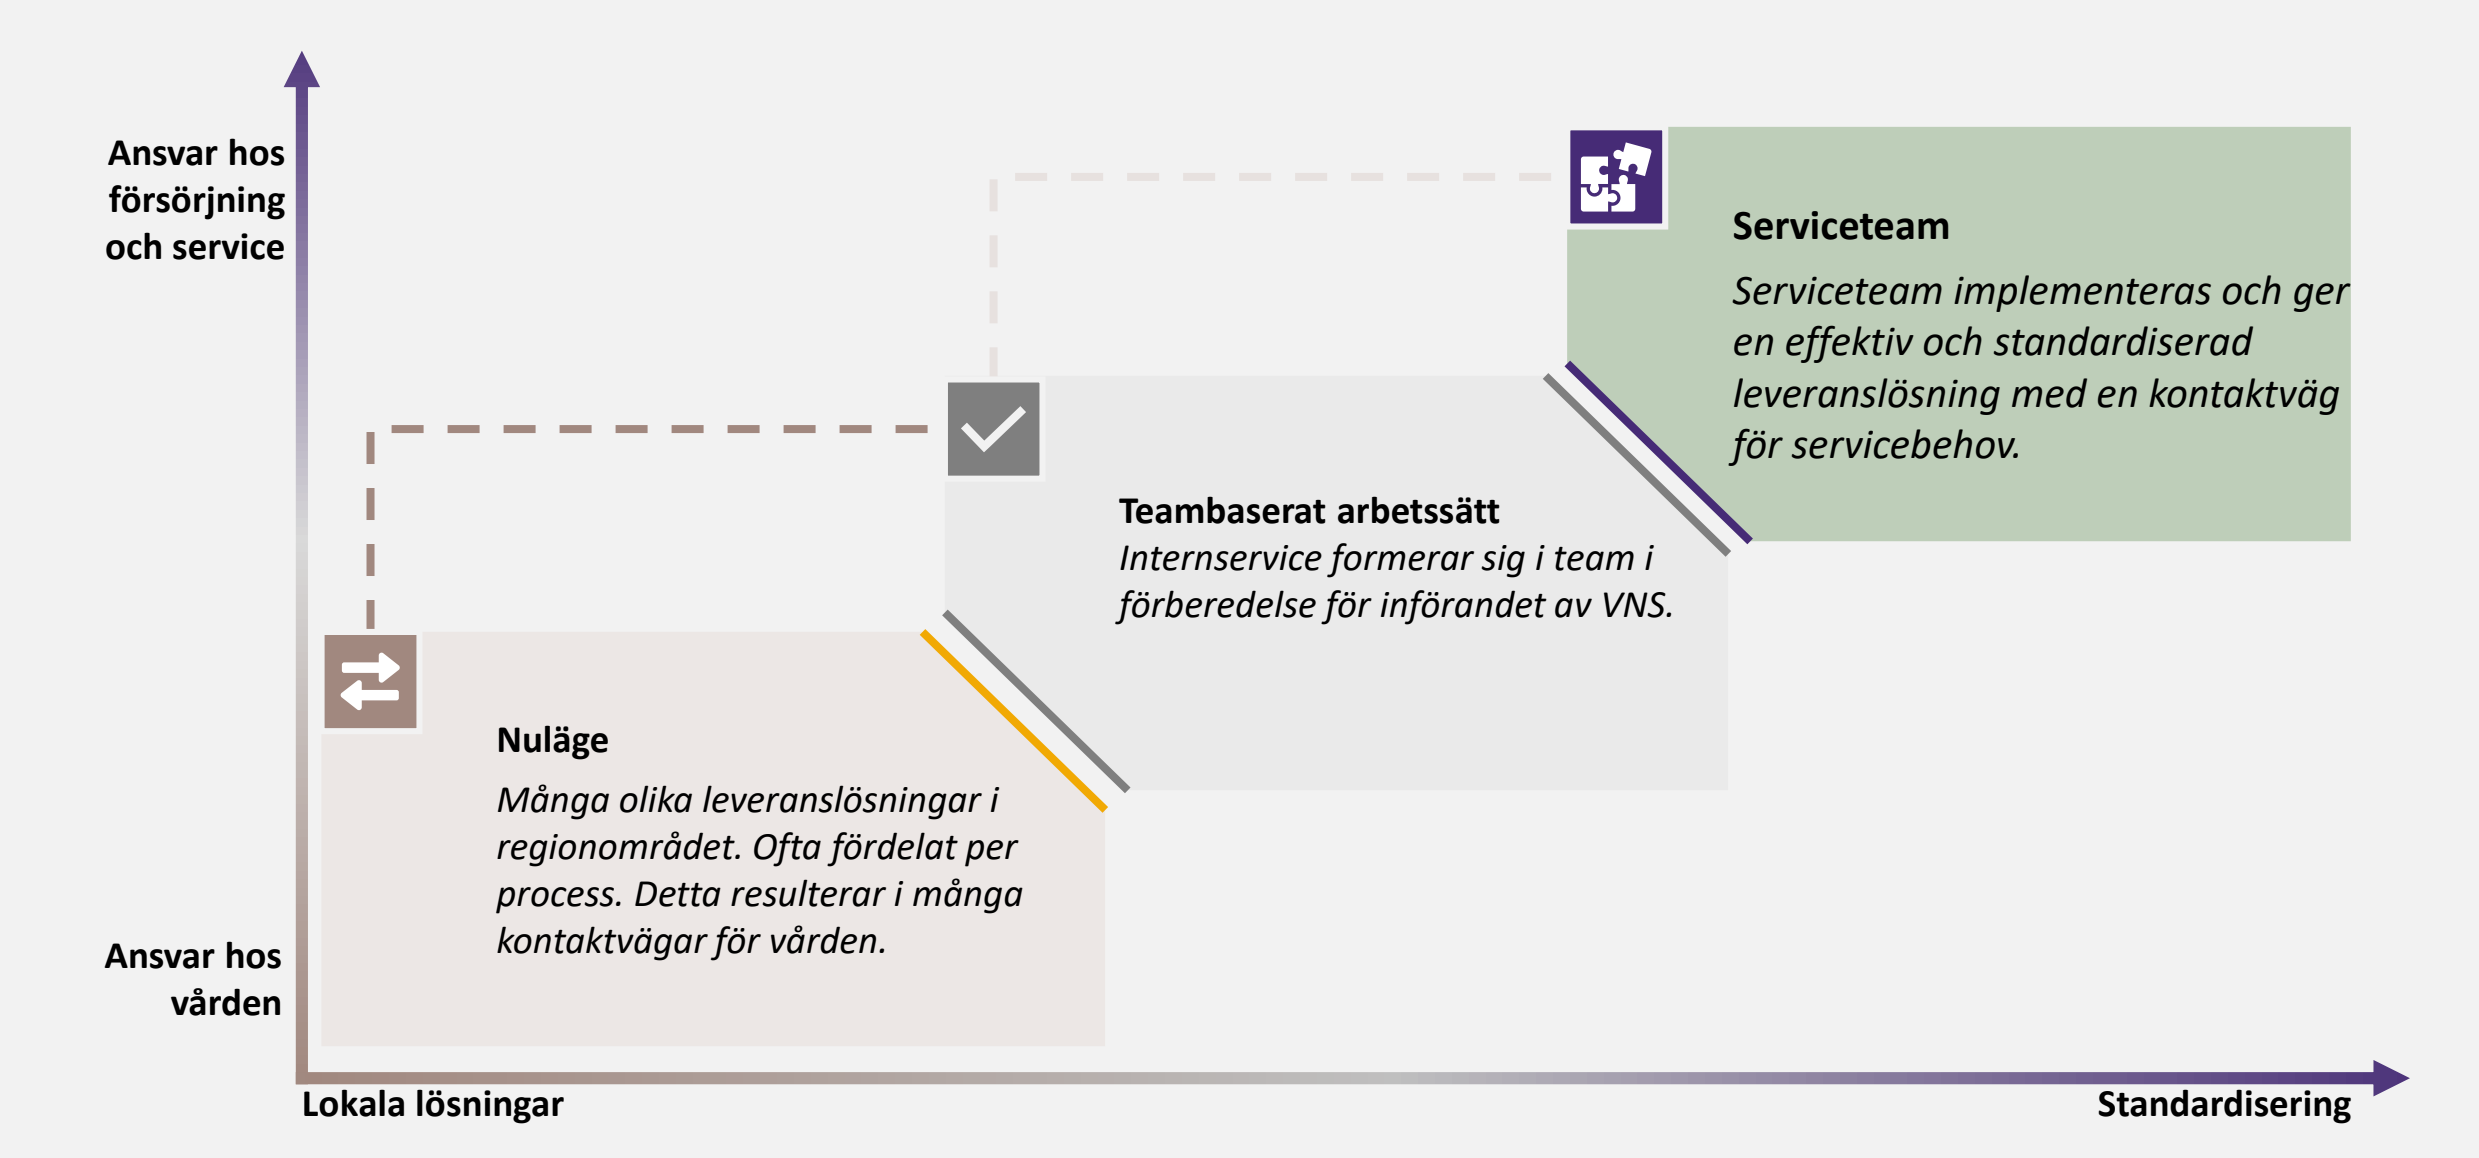 Ansvar hos
försörjning
och service
Serviceteam
Serviceteam implementeras och ger
en effektiv och standardiserad
leveranslösning med en kontaktväg
för servicebehov.
Teambaserat arbetssätt
Internservice formerar sig i team i
förberedelse för införandet av VNS.
Nuläge
Många olika leveranslösningar i
regionområdet. Ofta fördelat per
process. Detta resulterar i många
kontaktvägar för vården.
Ansvar hos
vården
Lokala lösningar
Standardisering